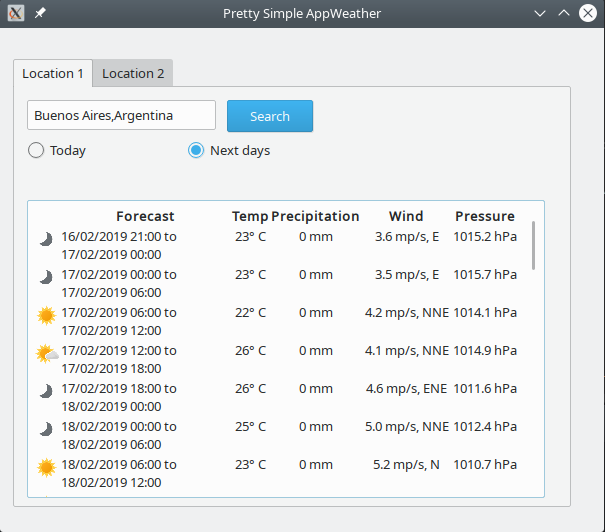 Pretty Simple AppWeather
Location 1 Location 2
Buenos Aires,Argentina Search
Today Next days
Forecast Temp Precipitation Wind Pressure
16/02/2019 21:00 to 23° C 0 mm 3.6 mp/s, E 1015.2 hPa
17/02/2019 00:00
17/02/2019 00:00 to 23° C 0 mm 3.5 mp/s, E 1015.7 hPa
17/02/2019 06:00
17/02/2019 06:00 to 22° C 0 mm 4.2 mp/s, NNE 1014.1 hPa
17/02/2019 12:00
17/02/2019 12:00 to 26° C 0 mm 4.1 mp/s, NNE 1014.9 hPa
17/02/2019 18:00
17/02/2019 18:00 to 26° C 0 mm 4.6 mp/s, ENE 1011.6 hPa
18/02/2019 00:00
18/02/2019 00:00 to 25° C 0 mm 5.0 mp/s, NNE 1012.4 hPa
18/02/2019 06:00
18/02/2019 06:00 to 23° C 0 mm 5.2 mp/s, N 1010.7 hPa
18/02/2019 12:00